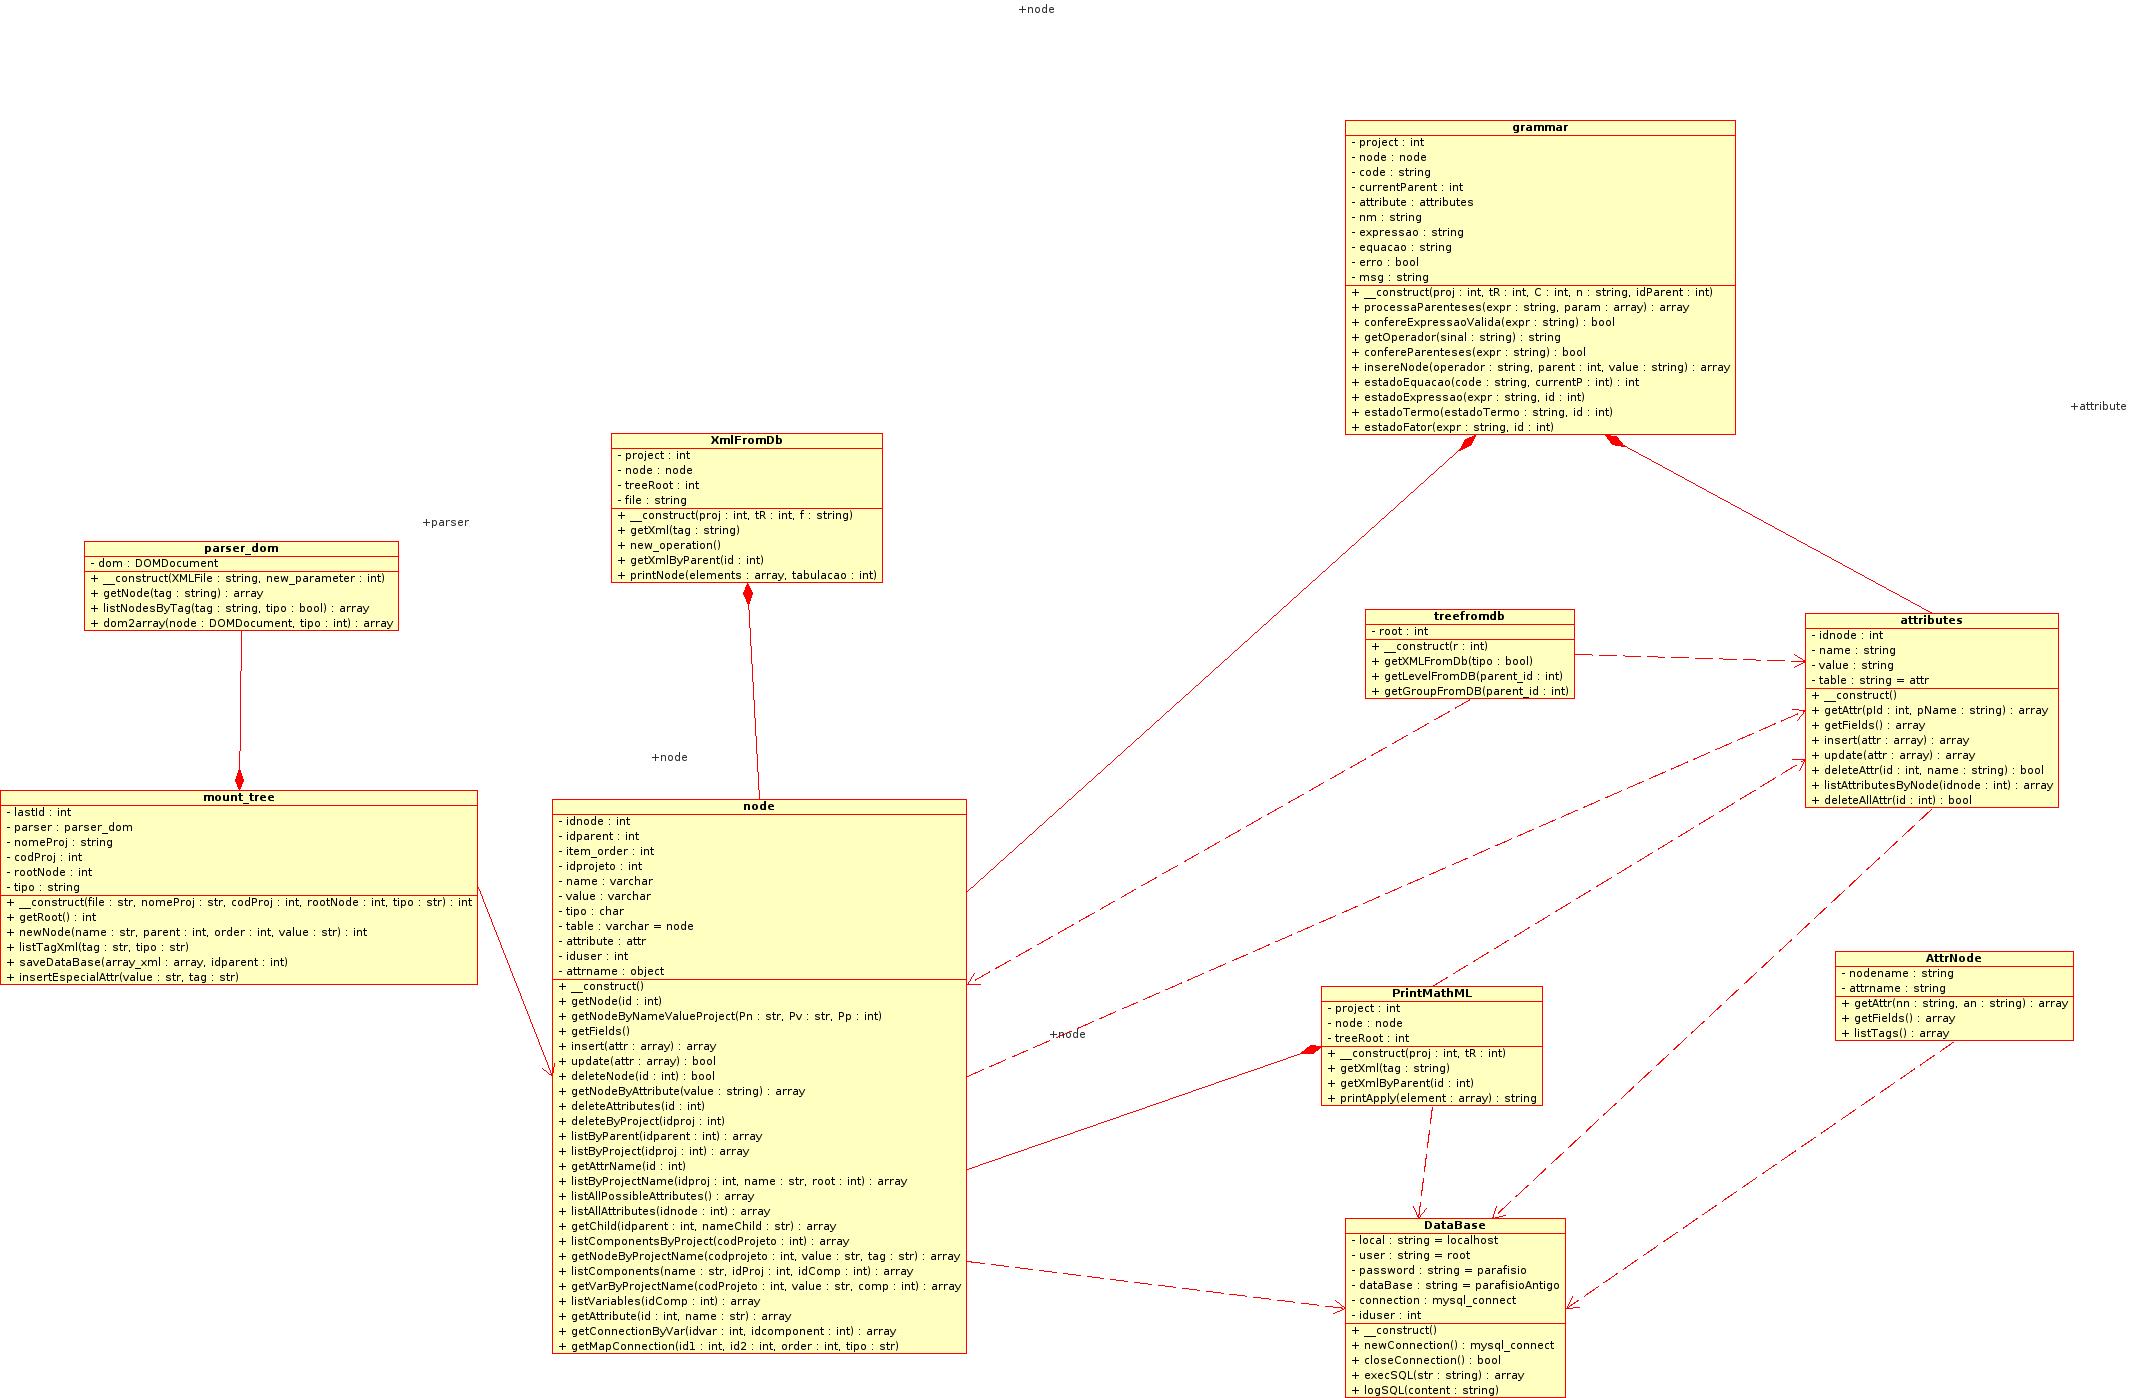 +node
grammar
- project : int
- node : node
- code : string
- currentParent : int
- attribute : attributes
- nm : string
- expressao : string
- equacao : string
- erro : bool
- msg : string
+ __construct(proj : int, tR : int, C : int, n : string, idParent : int)
+ processaParenteses(expr : string, param : array) : array
+ confereExpressaoValida(expr : string) : bool
+ getOperador(sinal : string) : string
+ confereParenteses(expr : string) : bool
+ insereNode(operador : string, parent : int, value : string) : array
+ estadoEquacao(code : string, currentP : int) : int
+ estadoExpressao(expr : string, id : int)
+ estadoTermo(estadoTermo : string, id : int)
+ estadoFator(expr : string, id : int)
+attribute
XmlFromDb
- project : int
- node : node
- treeRoot : int
- file : string
+ __construct(proj : int, tR : int, f : string)
+ getXml(tag : string)
+ new_operation()
+ getXmlByParent(id : int)
+ printNode(elements : array, tabulacao : int)
+parser
parser_dom
- dom : DOMDocument
+ __construct(XMLFile : string, new_parameter : int)
+ getNode(tag : string) : array
+ listNodesByTag(tag : string, tipo : bool) : array
+ dom2array(node : DOMDocument, tipo : int) : array
treefromdb
- root : int
+ __construct(r : int)
+ getXMLFromDb(tipo : bool)
+ getLevelFromDB(parent_id : int)
+ getGroupFromDB(parent_id : int)
attributes
- idnode : int
- name : string
- value : string
- table : string = attr
+ __construct()
+ getAttr(pId : int, pName : string) : array
+ getFields() : array
+ insert(attr : array) : array
+ update(attr : array) : array
+ deleteAttr(id : int, name : string) : bool
+ listAttributesByNode(idnode : int) : array
+ deleteAllAttr(id : int) : bool
+node
mount_tree
- lastId : int
- parser : parser_dom
- nomeProj : string
- codProj : int
- rootNode : int
- tipo : string
+ __construct(file : str, nomeProj : str, codProj : int, rootNode : int, tipo : str) : int
+ getRoot() : int
+ newNode(name : str, parent : int, order : int, value : str) : int
+ listTagXml(tag : str, tipo : str)
+ saveDataBase(array_xml : array, idparent : int)
+ insertEspecialAttr(value : str, tag : str)
node
- idnode : int
- idparent : int
- item_order : int
- idprojeto : int
- name : varchar
- value : varchar
- tipo : char
- table : varchar = node
- attribute : attr
- iduser : int
- attrname : object
+ __construct()
+ getNode(id : int)
+ getNodeByNameValueProject(Pn : str, Pv : str, Pp : int)
+ getFields()
+ insert(attr : array) : array
+ update(attr : array) : bool
+ deleteNode(id : int) : bool
+ getNodeByAttribute(value : string) : array
+ deleteAttributes(id : int)
+ deleteByProject(idproj : int)
+ listByParent(idparent : int) : array
+ listByProject(idproj : int) : array
+ getAttrName(id : int)
+ listByProjectName(idproj : int, name : str, root : int) : array
+ listAllPossibleAttributes() : array
+ listAllAttributes(idnode : int) : array
+ getChild(idparent : int, nameChild : str) : array
+ listComponentsByProject(codProjeto : int) : array
+ getNodeByProjectName(codprojeto : int, value : str, tag : str) : array
+ listComponents(name : str, idProj : int, idComp : int) : array
+ getVarByProjectName(codProjeto : int, value : str, comp : int) : array
+ listVariables(idComp : int) : array
+ getAttribute(id : int, name : str) : array
+ getConnectionByVar(idvar : int, idcomponent : int) : array
+ getMapConnection(id1 : int, id2 : int, order : int, tipo : str)
+node
PrintMathML
- project : int
- node : node
- treeRoot : int
+ __construct(proj : int, tR : int)
+ getXml(tag : string)
+ getXmlByParent(id : int)
+ printApply(element : array) : string
AttrNode
- nodename : string
- attrname : string
+ getAttr(nn : string, an : string) : array
+ getFields() : array
+ listTags() : array
DataBase
- local : string = localhost
- user : string = root
- password : string = parafisio
- dataBase : string = parafisioAntigo
- connection : mysql_connect
- iduser : int
+ __construct()
+ newConnection() : mysql_connect
+ closeConnection() : bool
+ execSQL(str : string) : array
+ logSQL(content : string)